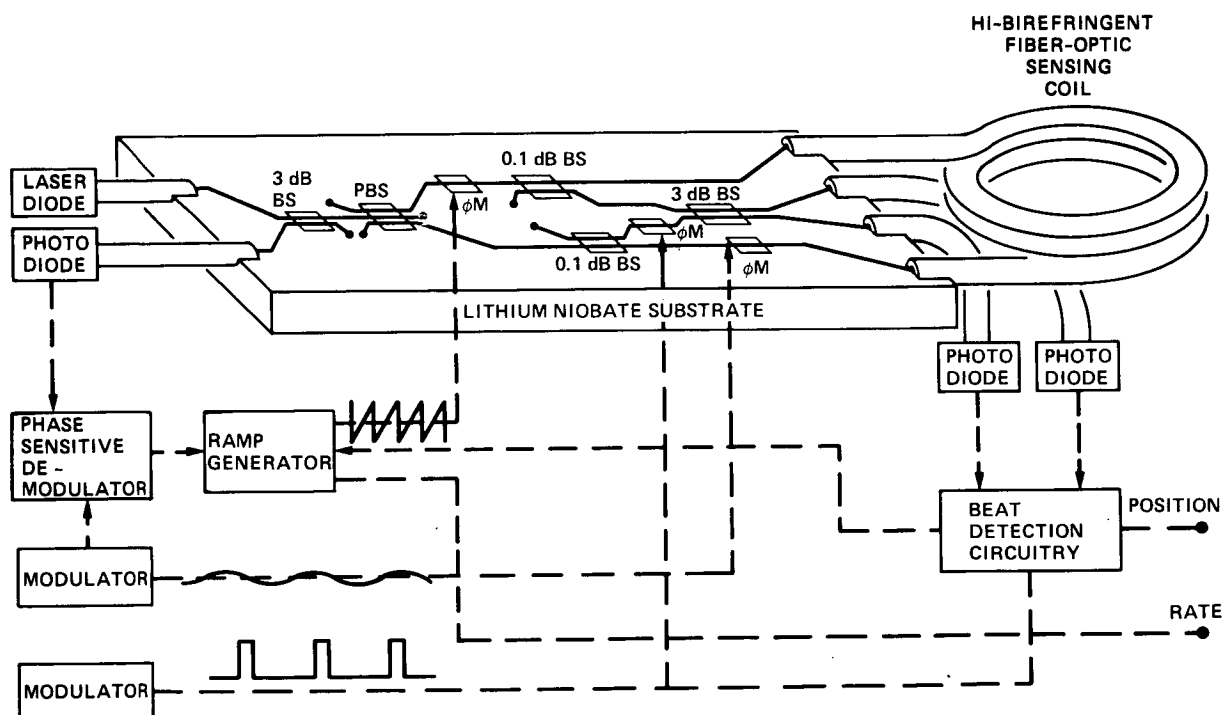 HI-BIREFRINGENT
FIBER-OPTIC
SENSING
COIL
LASER
DIODE
PHOTO
DIODE
3 dB
BS
PBS
ϕM
0.1 dB BS
3 dB BS
ϕM
0.1 dB BS
ϕM
LITHIUM NIOBATE SUBSTRATE
PHOTO
DIODE
PHOTO
DIODE
PHASE
SENSITIVE
DE -
MODULATOR
RAMP
GENERATOR
BEAT
DETECTION
CIRCUITRY
POSITION
MODULATOR
RATE
MODULATOR